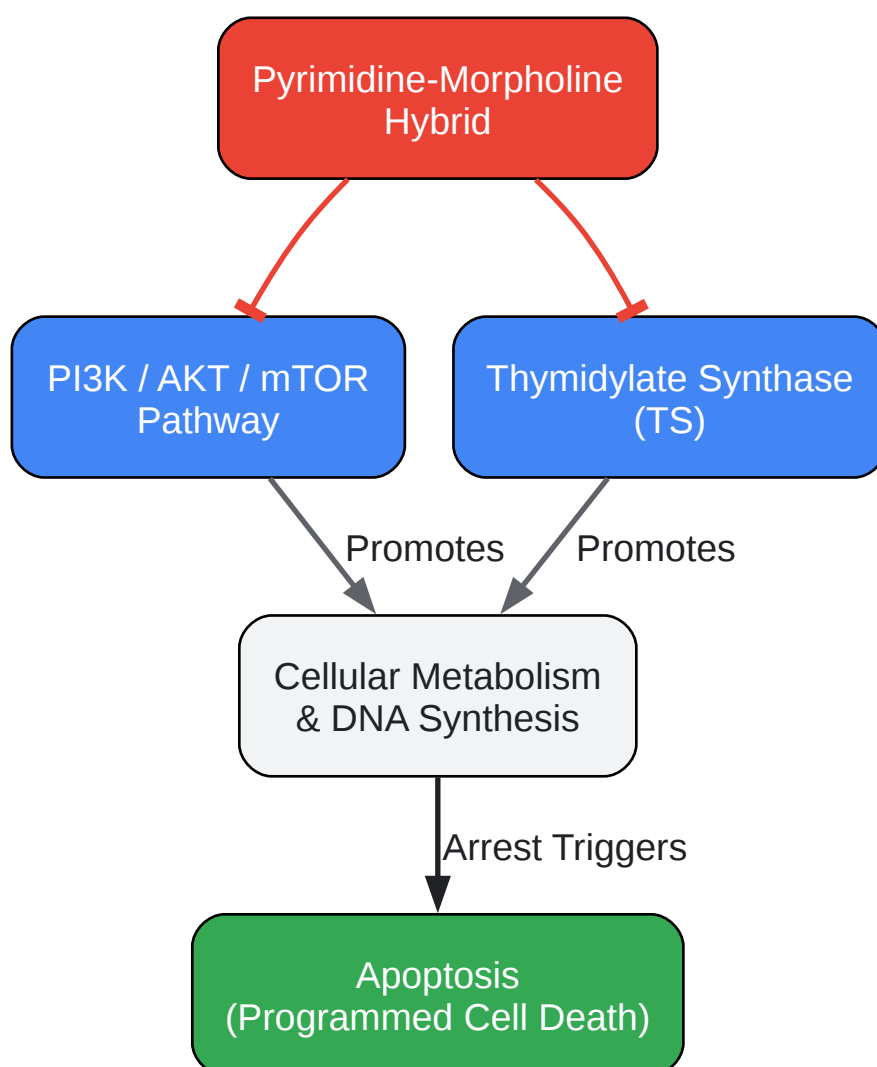 Pyrimidine-Morpholine
Hybrid
PI3K / AKT / mTOR
Pathway
Thymidylate Synthase
(TS)
Promotes
Promotes
Cellular Metabolism
& DNA Synthesis
Arrest Triggers
Apoptosis
(Programmed Cell Death)